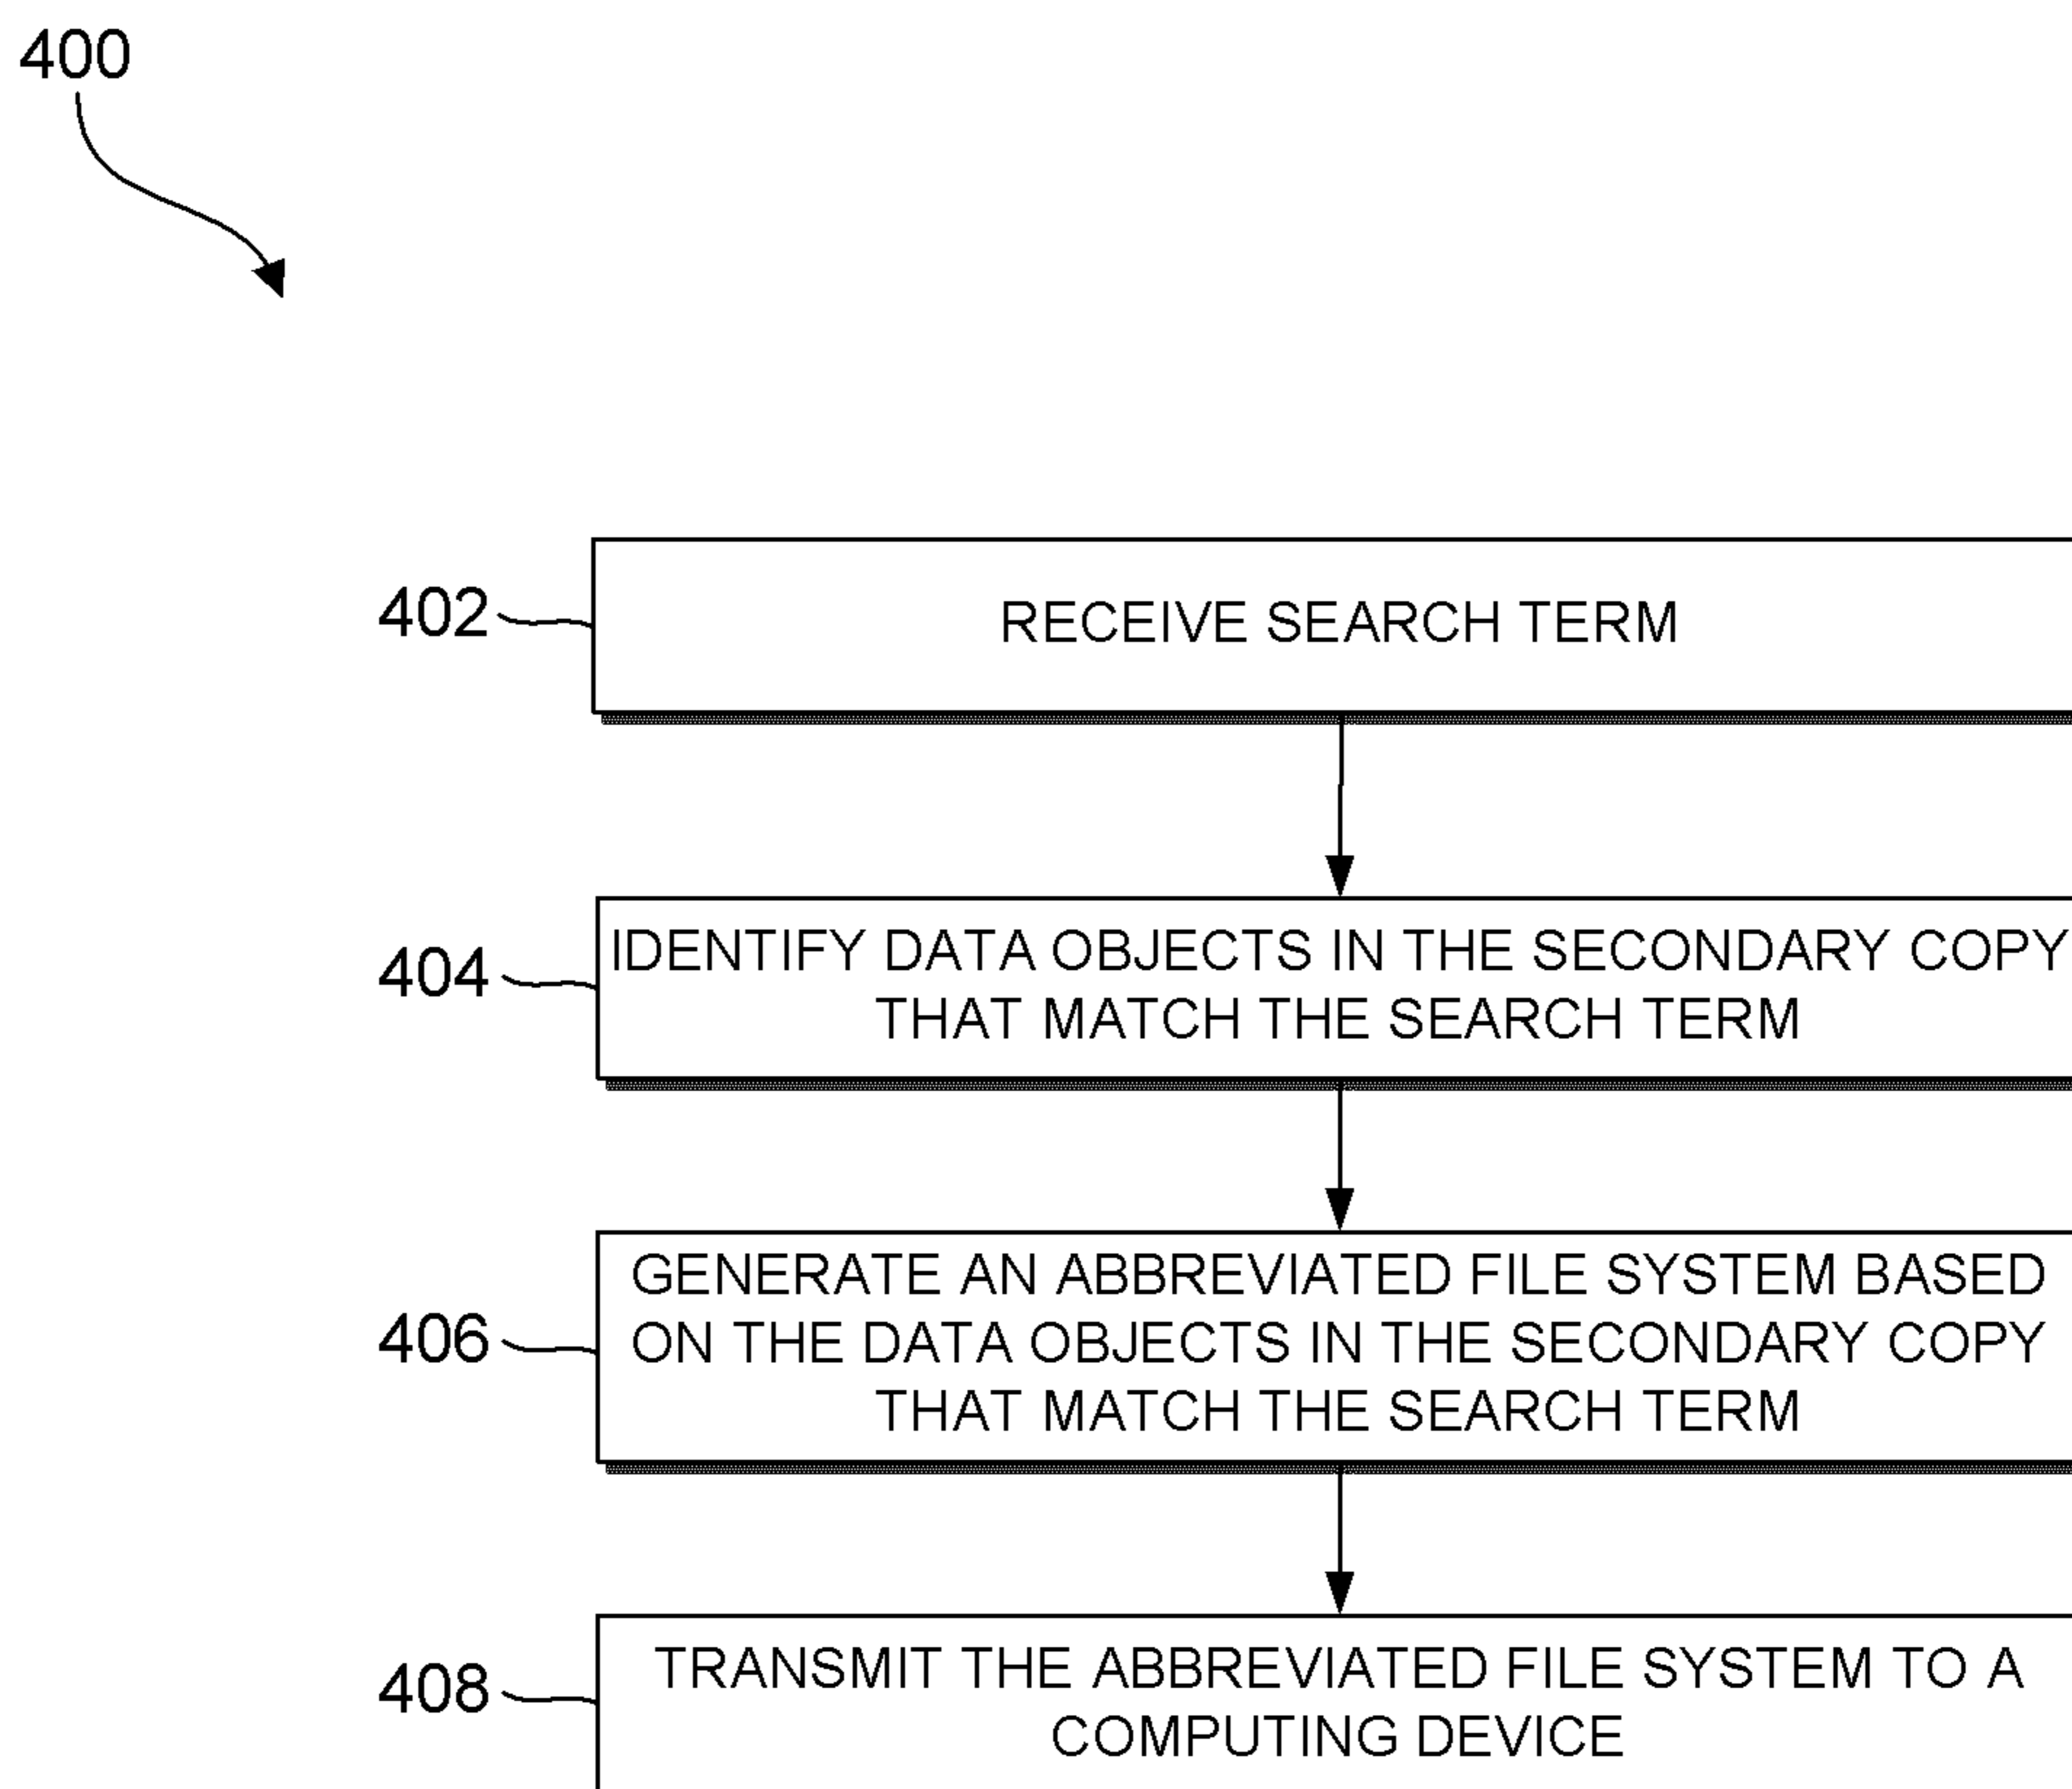 400
402
RECEIVE SEARCH TERM
404
IDENTIFY DATA OBJECTS IN THE SECONDARY COPY
THAT MATCH THE SEARCH TERM
406
GENERATE AN ABBREVIATED FILE SYSTEM BASED
ON THE DATA OBJECTS IN THE SECONDARY COPY
THAT MATCH THE SEARCH TERM
408
TRANSMIT THE ABBREVIATED FILE SYSTEM TO A
COMPUTING DEVICE